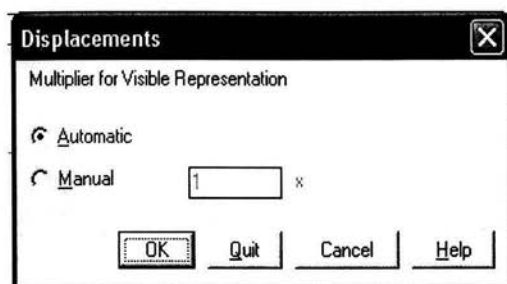 Displacements
Multiplier for Visible Representation
Automatic
Manual 1 x
OK Quit Cancel Help